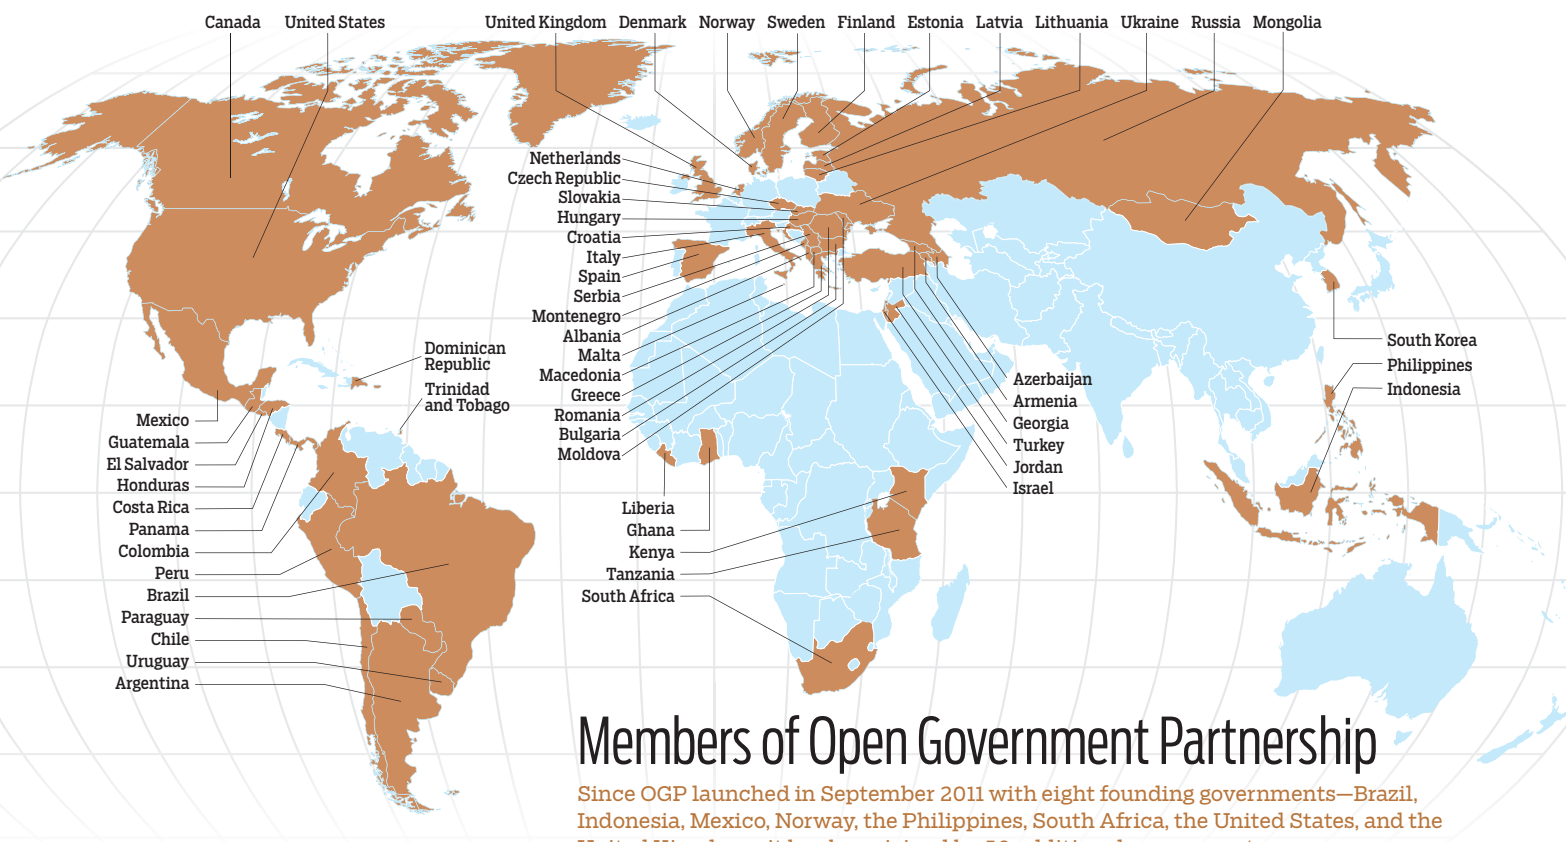 Canada
United States
United Kingdom
Denmark
Norway
Sweden
Finland
Estonia
Latvia
Lithuania
Ukraine
Russia
Mongolia
Netherlands
Czech Republic
Slovakia
Hungary
Croatia
Italy
Spain
Serbia
Montenegro
Albania
Malta
Macedonia
Greece
Romania
Bulgaria
Moldova
Dominican
Republic
Trinidad
and Tobago
Mexico
Guatemala
El Salvador
Honduras
Costa Rica
Panama
Colombia
Peru
Brazil
Paraguay
Chile
Uruguay
Argentina
Liberia
Ghana
Kenya
Tanzania
South Africa
Azerbaijan
Armenia
Georgia
Turkey
Jordan
Israel
South Korea
Philippines
Indonesia
Members of Open Government Partnership
Since OGP launched in September 2011 with eight founding governments—Brazil,
Indonesia, Mexico, Norway, the Philippines, South Africa, the United States, and the